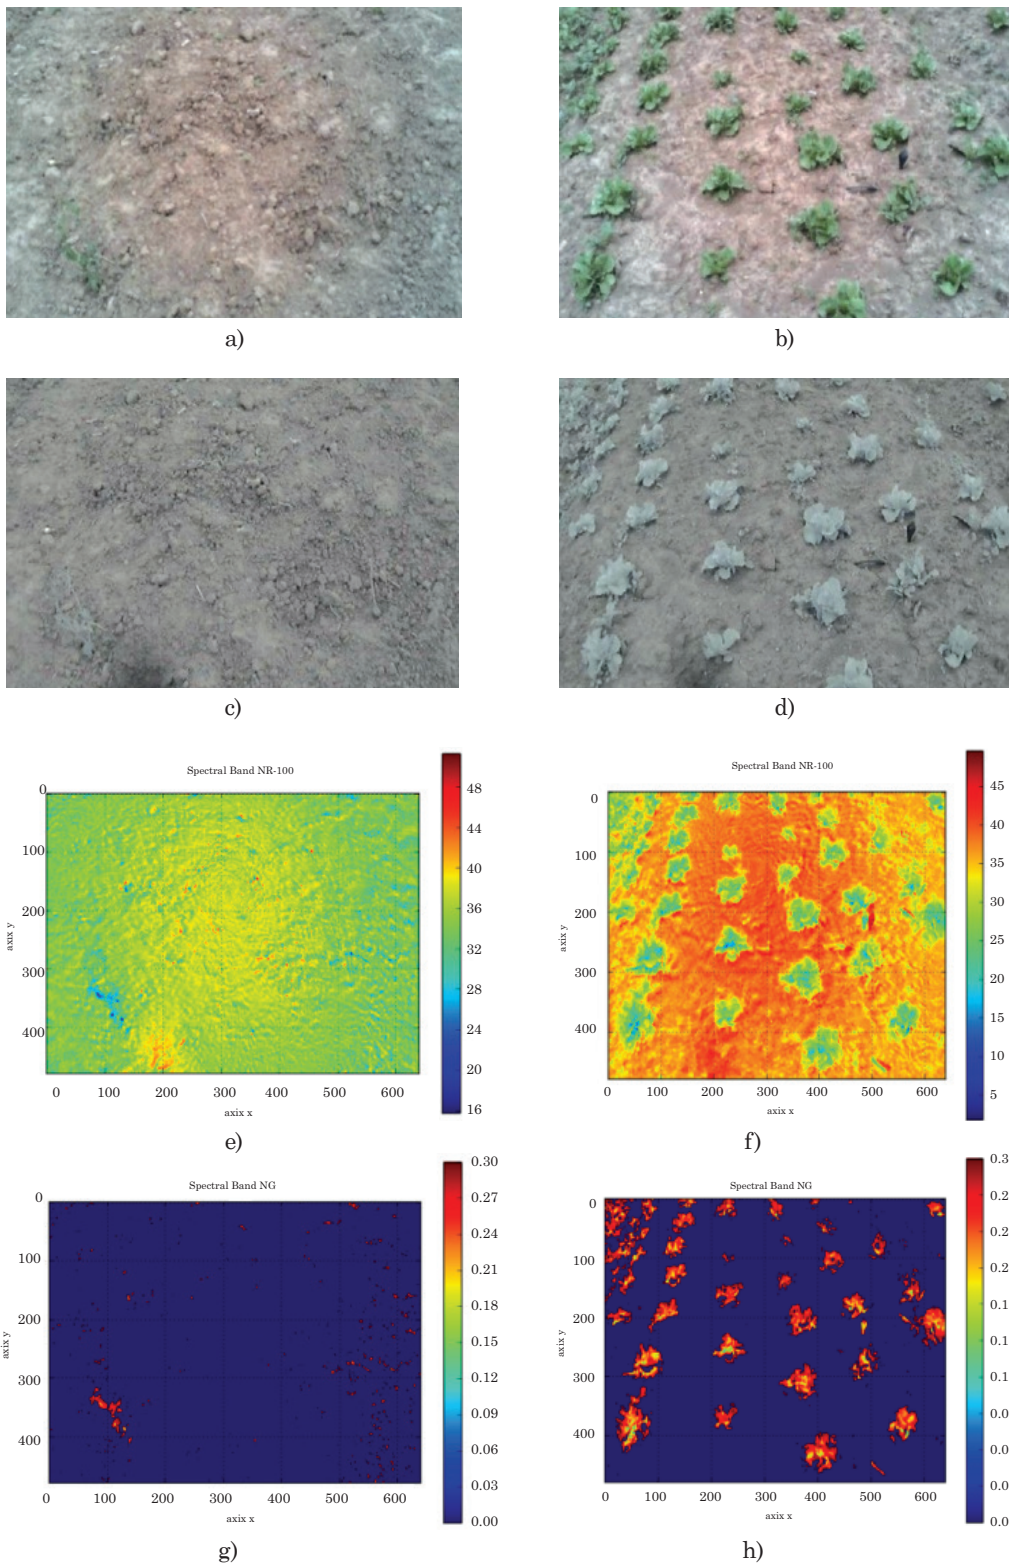 a)
b)
c)
d)
Spectral Band NR-100
0
100
200
300
400
0 100 200 300 400 500 600
axix y
axix x
48
44
40
36
32
28
24
20
16
e)
Spectral Band NR-100
0
100
200
300
400
0 100 200 300 400 500 600
axix y
axix x
45
40
35
30
25
20
15
10
5
f)
Spectral Band NG
0
100
200
300
400
0 100 200 300 400 500 600
axix y
axix x
0.30
0.27
0.24
0.21
0.18
0.15
0.12
0.09
0.06
0.03
0.00
g)
Spectral Band NG
0
100
200
300
400
0 100 200 300 400 500 600
axix y
axix x
0.3
0.2
0.2
0.2
0.1
0.1
0.1
0.0
0.0
0.0
0.0
h)